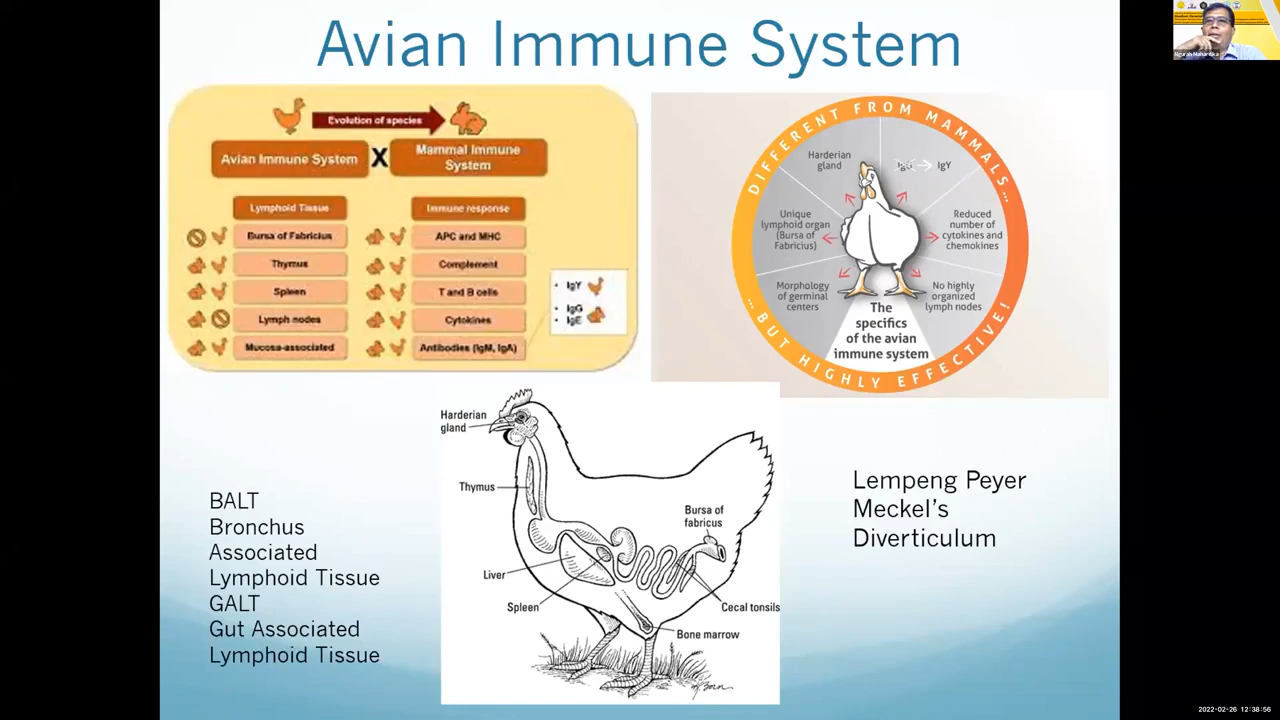 Avian Immune System
Evolution of species
Avian Immune System
X
Mammal Immune
System
Lymphoid Tissue
Immune response
Bursa of Fabricius
APC and MHC
Thymus
Complement
Spleen
T and B cells
Lymph nodes
Cytokines
Mucosa-associated
Antibodies (IgM, IgA)
• IgY
• IgG
• IgE
DIFFERENT FROM MAMMALS...
...BUT HIGHLY EFFECTIVE!
Harderian
gland
IgG → IgY
Unique
lymphoid organ
(Bursa of
Fabricius)
Reduced
number of
cytokines and
chemokines
Morphology
of germinal
centers
No highly
organized
lymph nodes
The
specifics
of the avian
immune system
Harderian
gland
Thymus
Bursa of
fabricus
Liver
Spleen
Cecal tonsils
Bone marrow
BALT
Bronchus
Associated
Lymphoid Tissue
GALT
Gut Associated
Lymphoid Tissue
Lempeng Peyer
Meckel's
Diverticulum
Ngurah Mahardika
2022-02-26 12:38:56